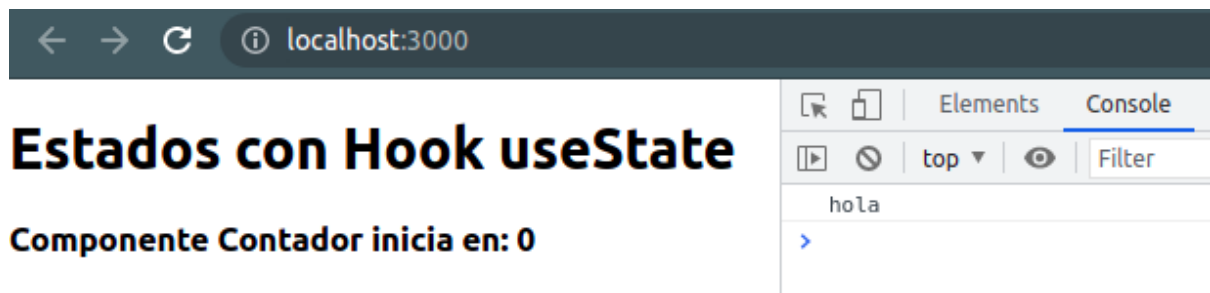 localhost:3000
Elements Console
top Filter
Estados con Hook useState
hola
Componente Contador inicia en: 0